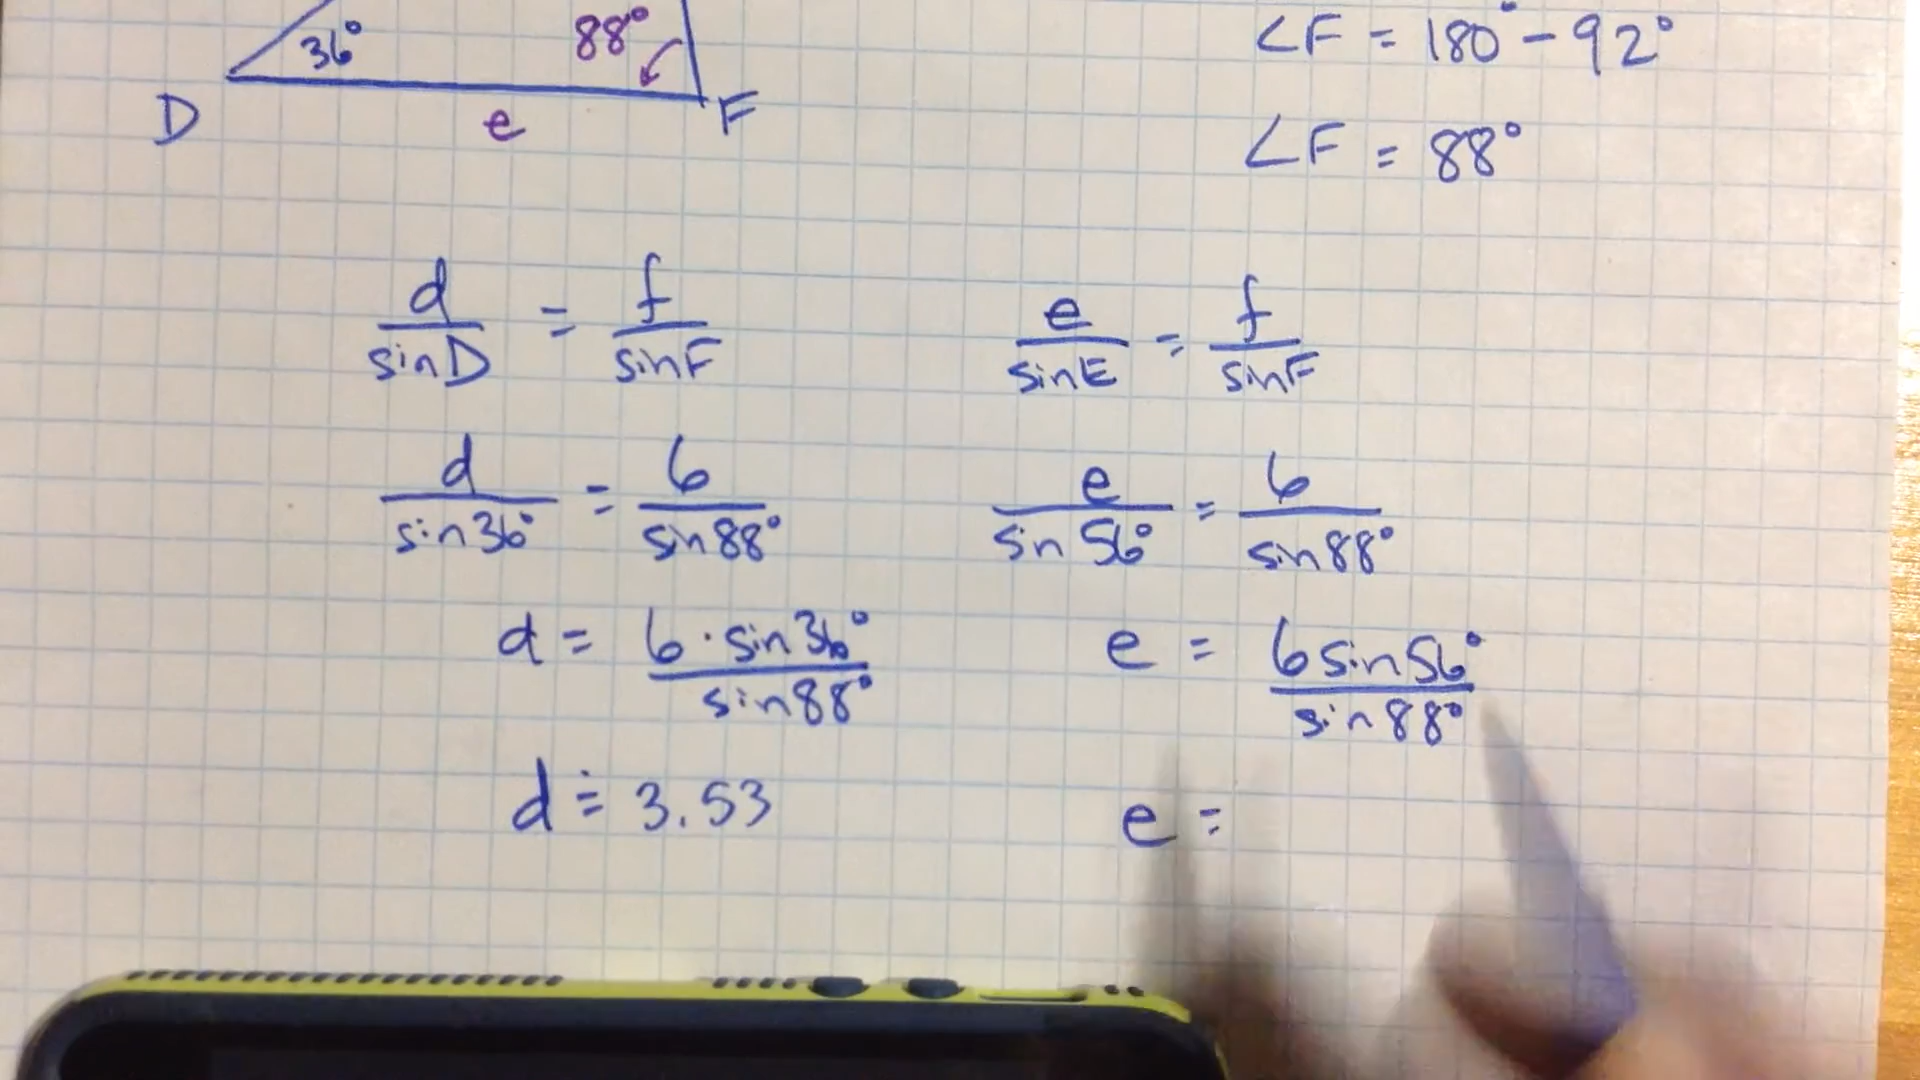 36° 88°
D e F
∠F = 180° - 92°
∠F = 88°
d/sinD = f/sinF
d/sin36° = 6/sin88°
d = 6 · sin36°/sin88°
d ≐ 3.53
e/sinE = f/sinF
e/sin56° = 6/sin88°
e = 6sin56°/sin88°
e =